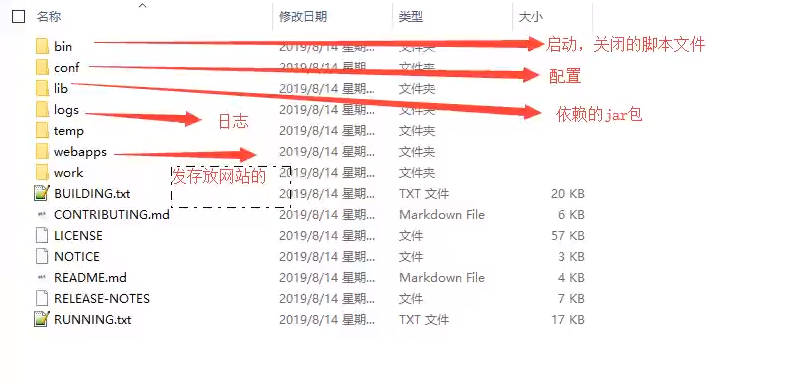 名称 修改日期 类型 大小
bin 2019/8/14 星期... 文件夹 启动，关闭的脚本文件
conf 2019/8/14 星期... 文件夹 配置
lib 2019/8/14 星期... 文件夹 依赖的jar包
logs 日志 2019/8/14 星期... 文件夹
temp 2019/8/14 星期... 文件夹
webapps 2019/8/14 星期... 文件夹
work 发存放网站的 2019/8/14 星期... 文件夹
BUILDING.txt 2019/8/14 星期... TXT 文件 20 KB
CONTRIBUTING.md 2019/8/14 星期... Markdown File 6 KB
LICENSE 2019/8/14 星期... 文件 57 KB
NOTICE 2019/8/14 星期... 文件 3 KB
README.md 2019/8/14 星期... Markdown File 4 KB
RELEASE-NOTES 2019/8/14 星期... 文件 7 KB
RUNNING.txt 2019/8/14 星期... TXT 文件 17 KB